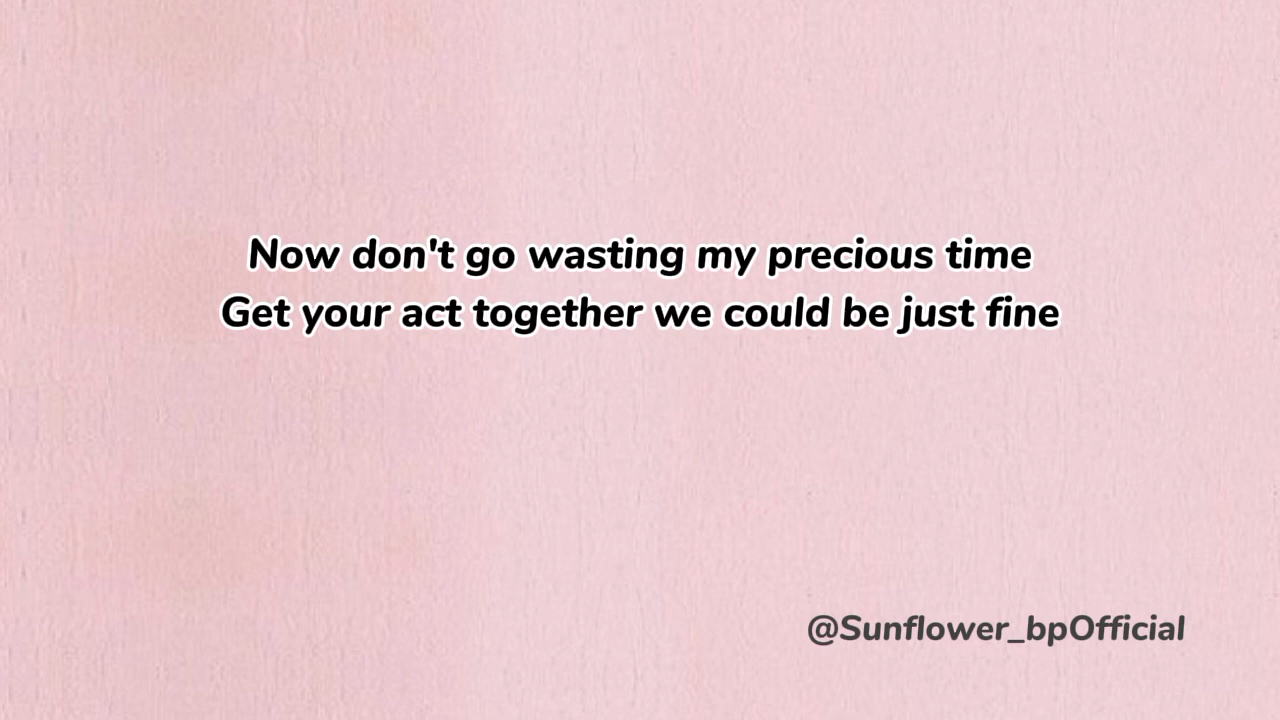 Now don't go wasting my precious time
Get your act together we could be just fine
@Sunflower_bpOfficial